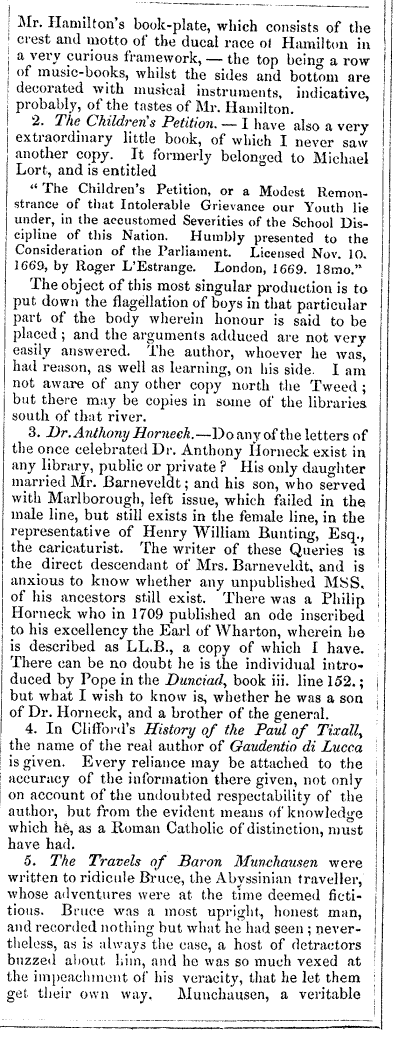 Mr. Hamilton's book-plate, which consists of the
crest and motto of the ducal race of Hamilton in
a very curious framework, — the top being a row
of music-books, whilst the sides and bottom are
decorated with musical instruments, indicative,
probably, of the tastes of Mr. Hamilton.
2. The Children's Petition. — I have also a very
extraordinary little book, of which I never saw
another copy. It formerly belonged to Michael
Lort, and is entitled
"The Children's Petition, or a Modest Remon-
strance of that Intolerable Grievance our Youth lie
under, in the accustomed Severities of the School Dis-
cipline of this Nation. Humbly presented to the
Consideration of the Parliament. Licensed Nov. 10.
1669, by Roger L'Estrange. London, 1669. 18mo."
The object of this most singular production is to
put down the flagellation of boys in that particular
part of the body wherein honour is said to be
placed; and the arguments adduced are not very
easily answered. The author, whoever he was,
had reason, as well as learning, on his side. I am
not aware of any other copy north the Tweed;
but there may be copies in some of the libraries
south of that river.
3. Dr. Anthony Horneck.—Do any of the letters of
the once celebrated Dr. Anthony Horneck exist in
any library, public or private? His only daughter
married Mr. Barneveldt; and his son, who served
with Marlborough, left issue, which failed in the
male line, but still exists in the female line, in the
representative of Henry William Bunting, Esq.,
the caricaturist. The writer of these Queries is
the direct descendant of Mrs. Barneveldt, and is
anxious to know whether any unpublished MSS.
of his ancestors still exist. There was a Philip
Horneck who in 1709 published an ode inscribed
to his excellency the Earl of Wharton, wherein he
is described as LL.B., a copy of which I have.
There can be no doubt he is the individual intro-
duced by Pope in the Dunciad, book iii. line 152.;
but what I wish to know is, whether he was a son
of Dr. Horneck, and a brother of the general.
4. In Clifford's History of the Paul of Tixall,
the name of the real author of Gaudentio di Lucca
is given. Every reliance may be attached to the
accuracy of the information there given, not only
on account of the undoubted respectability of the
author, but from the evident means of knowledge
which he, as a Roman Catholic of distinction, must
have had.
5. The Travels of Baron Munchausen were
written to ridicule Bruce, the Abyssinian traveller,
whose adventures were at the time deemed ficti-
tious. Bruce was a most upright, honest man,
and recorded nothing but what he had seen; never-
theless, as is always the case, a host of detractors
buzzed about him, and he was so much vexed at
the impeachment of his veracity, that he let them
get their own way. Munchausen, a veritable